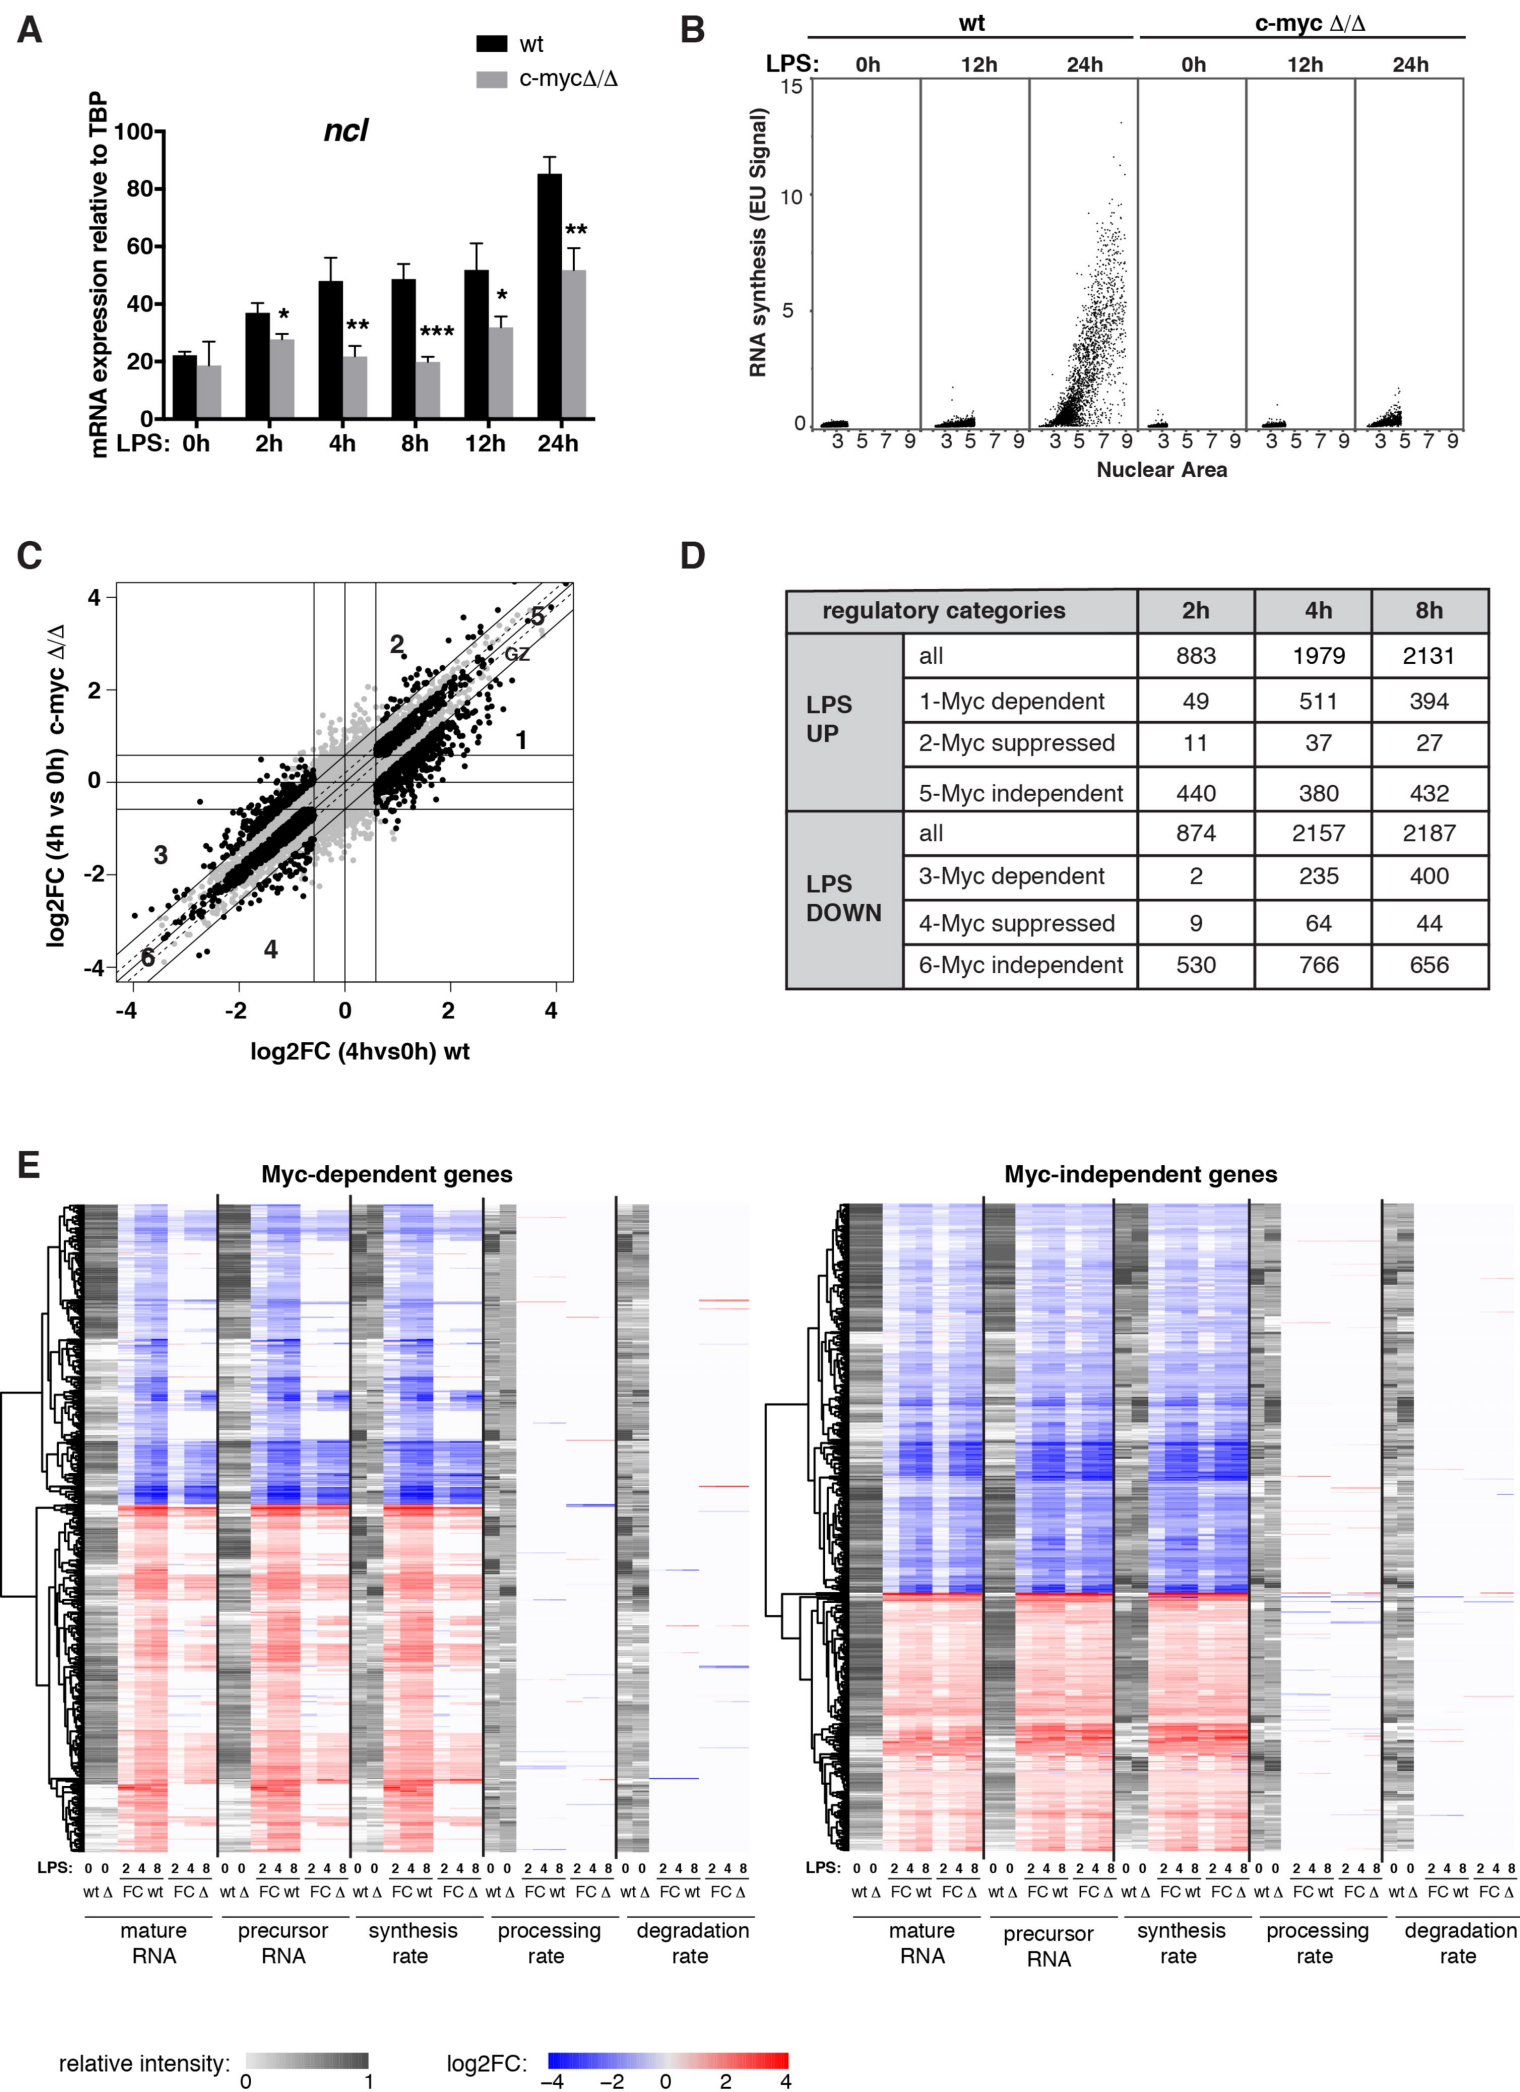 A
wt
c-mycΔ/Δ
ncl
mRNA expression relative to TBP
100
80
60
40
20
0
*
**
***
*
**
LPS: 0h 2h 4h 8h 12h 24h
B
wt c-myc Δ/Δ
LPS: 0h 12h 24h 0h 12h 24h
RNA synthesis (EU Signal)
15
10
5
0
3 5 7 9 3 5 7 9 3 5 7 9 3 5 7 9 3 5 7 9 3 5 7 9
Nuclear Area
C
log2FC (4h vs 0h) c-myc Δ/Δ
4
2
0
-2
-4
2
5
GZ
1
3
4
6
-4 -2 0 2 4
log2FC (4hvs0h) wt
D
regulatory categories 2h 4h 8h
LPS UP
all 883 1979 2131
1-Myc dependent 49 511 394
2-Myc suppressed 11 37 27
5-Myc independent 440 380 432
LPS DOWN
all 874 2157 2187
3-Myc dependent 2 235 400
4-Myc suppressed 9 64 44
6-Myc independent 530 766 656
E
Myc-dependent genes
LPS: 0 0 2 4 8 2 4 8 0 0 2 4 8 2 4 8 0 0 2 4 8 2 4 8 0 0 2 4 8 2 4 8 0 0 2 4 8 2 4 8
wt Δ FC wt FC Δ wt Δ FC wt FC Δ wt Δ FC wt FC Δ wt Δ FC wt FC Δ wt Δ FC wt FC Δ
mature RNA
precursor RNA
synthesis rate
processing rate
degradation rate
Myc-independent genes
LPS: 0 0 2 4 8 2 4 8 0 0 2 4 8 2 4 8 0 0 2 4 8 2 4 8 0 0 2 4 8 2 4 8 0 0 2 4 8 2 4 8
wt Δ FC wt FC Δ wt Δ FC wt FC Δ wt Δ FC wt FC Δ wt Δ FC wt FC Δ wt Δ FC wt FC Δ
mature RNA
precursor RNA
synthesis rate
processing rate
degradation rate
relative intensity:
0 1
log2FC:
−4 −2 0 2 4